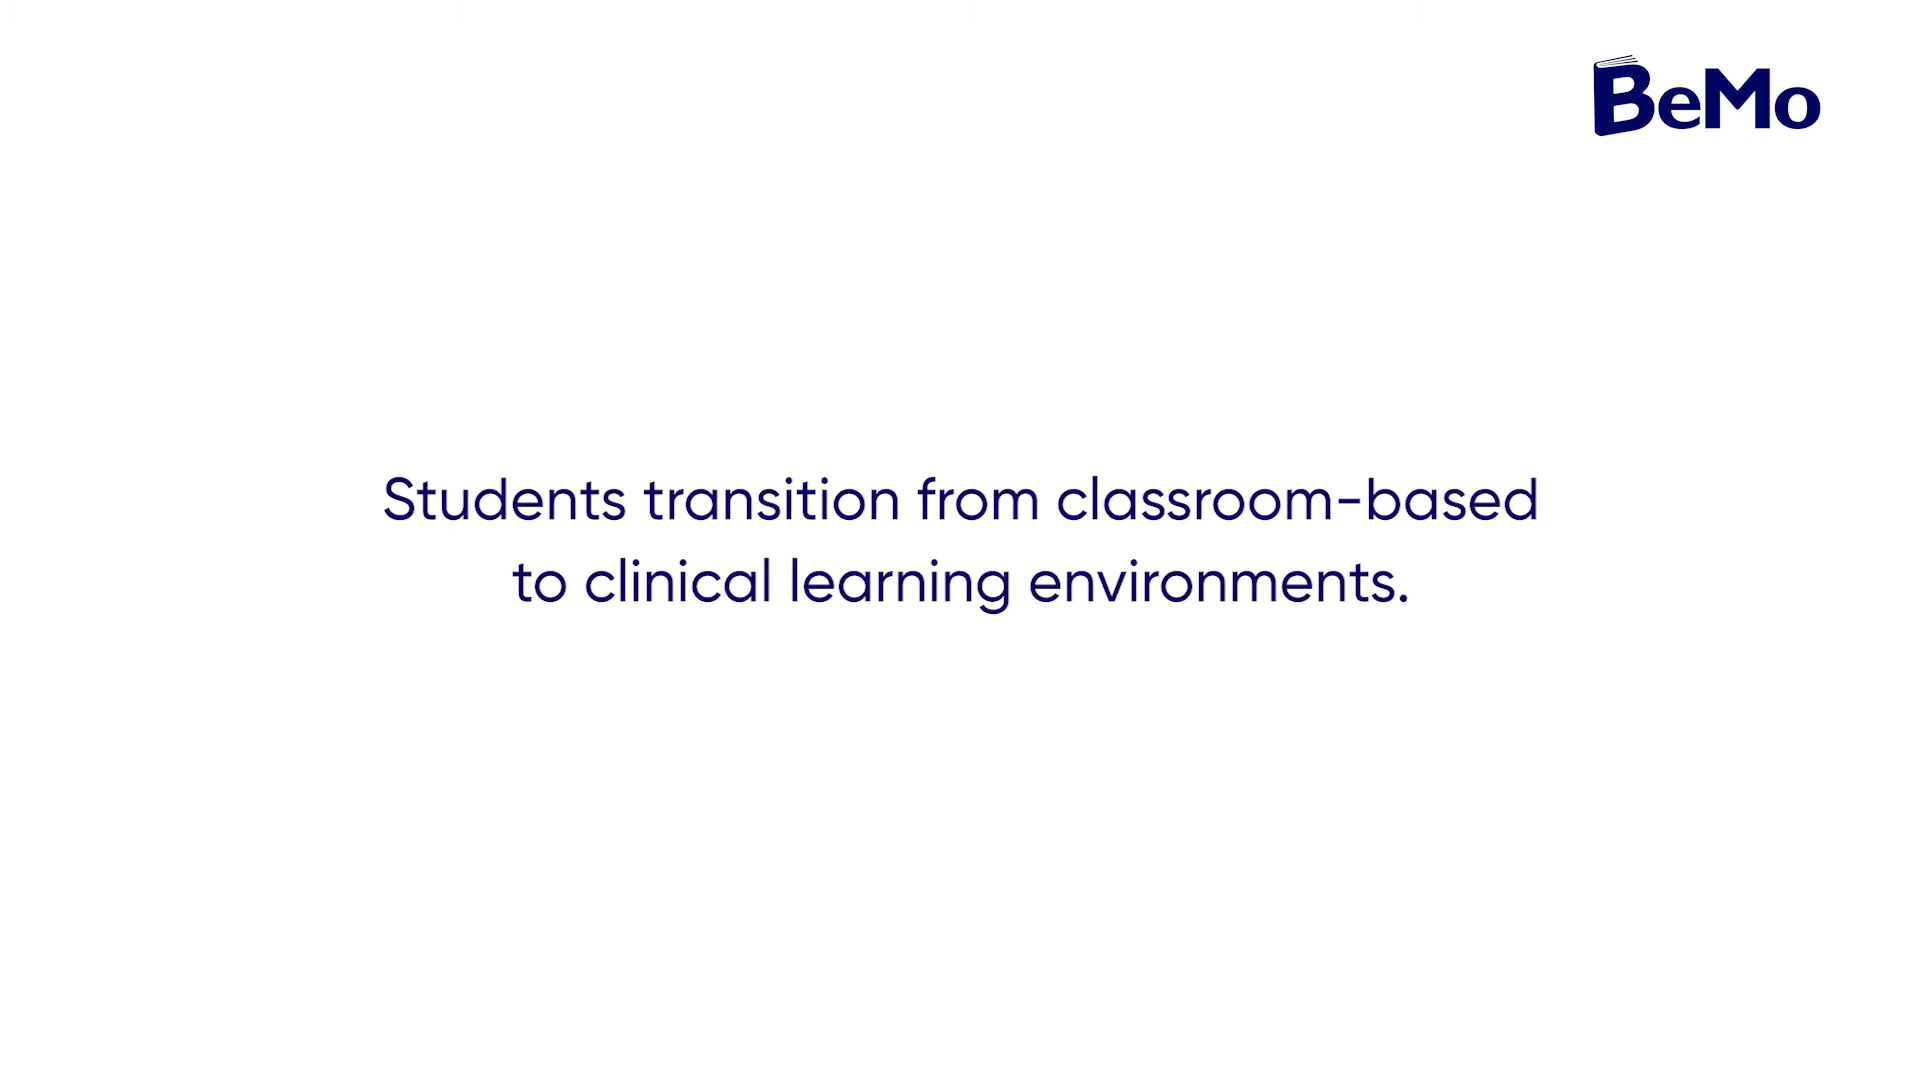 BeMo
Students transition from classroom-based
to clinical learning environments.